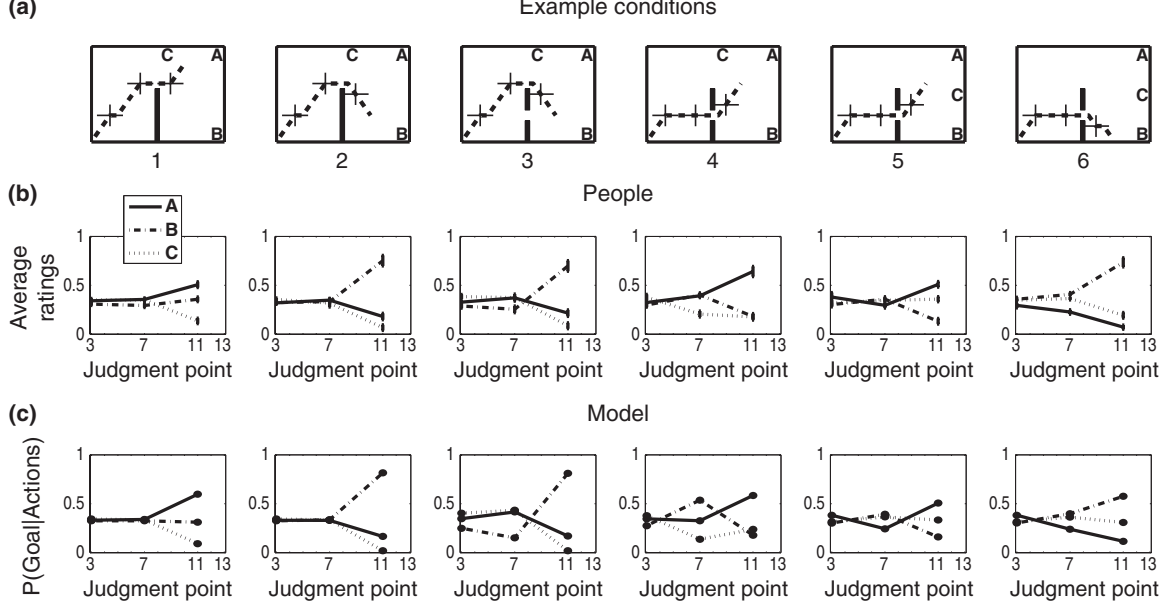 (a) Example conditions
C A C A C A C A A A
C C
B B B B B B
1 2 3 4 5 6
(b) People
A
B
C
Average ratings
1 1 1 1 1 1
0.5 0.5 0.5 0.5 0.5 0.5
0 0 0 0 0 0
3 7 11 13 3 7 11 13 3 7 11 13 3 7 11 13 3 7 11 13 3 7 11 13
Judgment point Judgment point Judgment point Judgment point Judgment point Judgment point
(c) Model
P(Goal|Actions)
1 1 1 1 1 1
0.5 0.5 0.5 0.5 0.5 0.5
0 0 0 0 0 0
3 7 11 13 3 7 11 13 3 7 11 13 3 7 11 13 3 7 11 13 3 7 11 13
Judgment point Judgment point Judgment point Judgment point Judgment point Judgment point